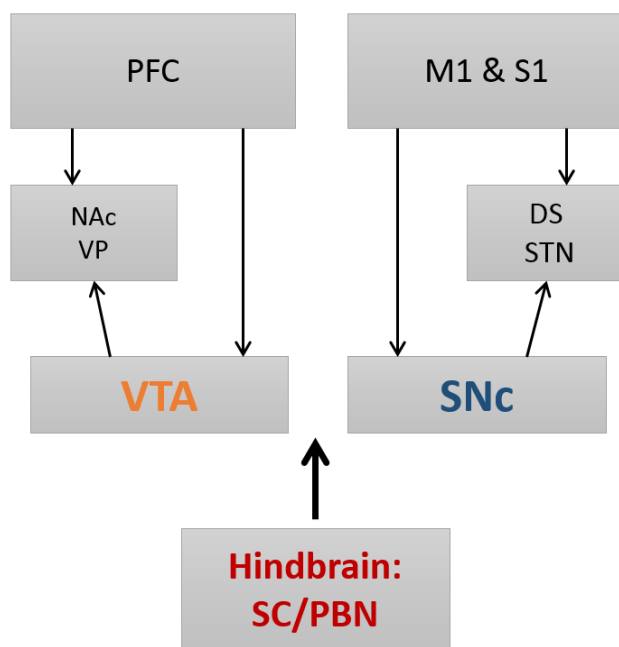 PFC
M1 & S1
NAc
VP
DS
STN
VTA
SNc
Hindbrain:
SC/PBN